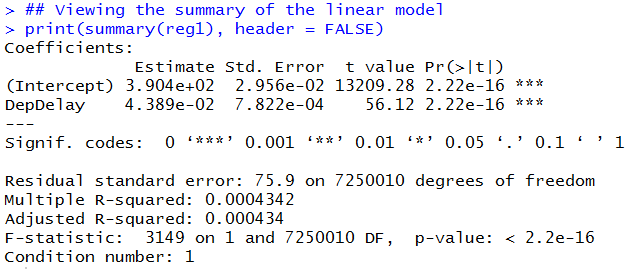 > ## Viewing the summary of the linear model
> print(summary(reg1), header = FALSE)
Coefficients:
Estimate Std. Error t value Pr(>|t|)
(Intercept) 3.904e+02 2.956e-02 13209.28 2.22e-16 ***
DepDelay 4.389e-02 7.822e-04 56.12 2.22e-16 ***
---
Signif. codes: 0 ‘***’ 0.001 ‘**’ 0.01 ‘*’ 0.05 ‘.’ 0.1 ‘ ’ 1
Residual standard error: 75.9 on 7250010 degrees of freedom
Multiple R-squared: 0.0004342
Adjusted R-squared: 0.000434
F-statistic: 3149 on 1 and 7250010 DF, p-value: < 2.2e-16
Condition number: 1